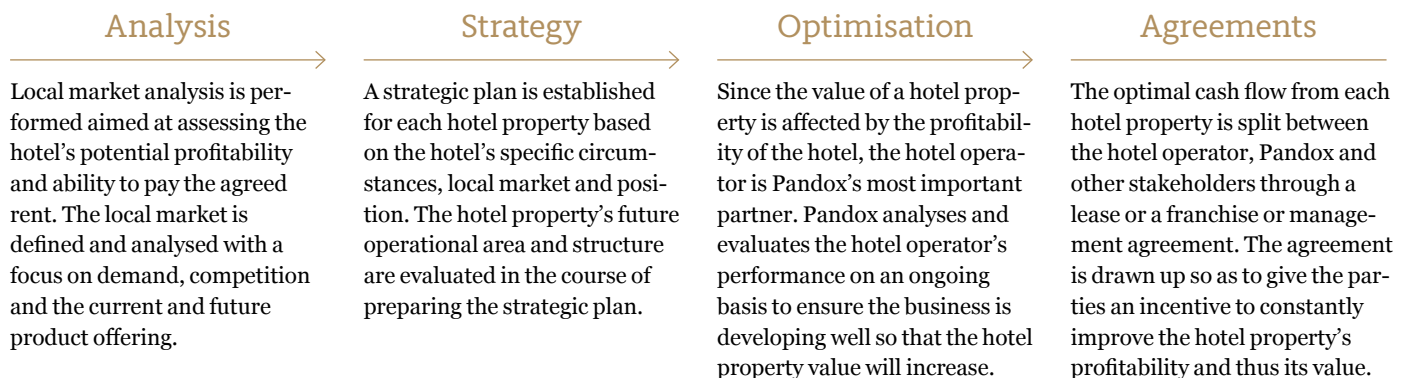 Analysis
Local market analysis is per-
formed aimed at assessing the
hotel’s potential profitability
and ability to pay the agreed
rent. The local market is
defined and analysed with a
focus on demand, competition
and the current and future
product offering.
Strategy
A strategic plan is established
for each hotel property based
on the hotel’s specific circum-
stances, local market and posi-
tion. The hotel property’s future
operational area and structure
are evaluated in the course of
preparing the strategic plan.
Optimisation
Since the value of a hotel prop-
erty is affected by the profitabil-
ity of the hotel, the hotel opera-
tor is Pandox’s most important
partner. Pandox analyses and
evaluates the hotel operator’s
performance on an ongoing
basis to ensure the business is
developing well so that the hotel
property value will increase.
Agreements
The optimal cash flow from each
hotel property is split between
the hotel operator, Pandox and
other stakeholders through a
lease or a franchise or manage-
ment agreement. The agreement
is drawn up so as to give the par-
ties an incentive to constantly
improve the hotel property’s
profitability and thus its value.